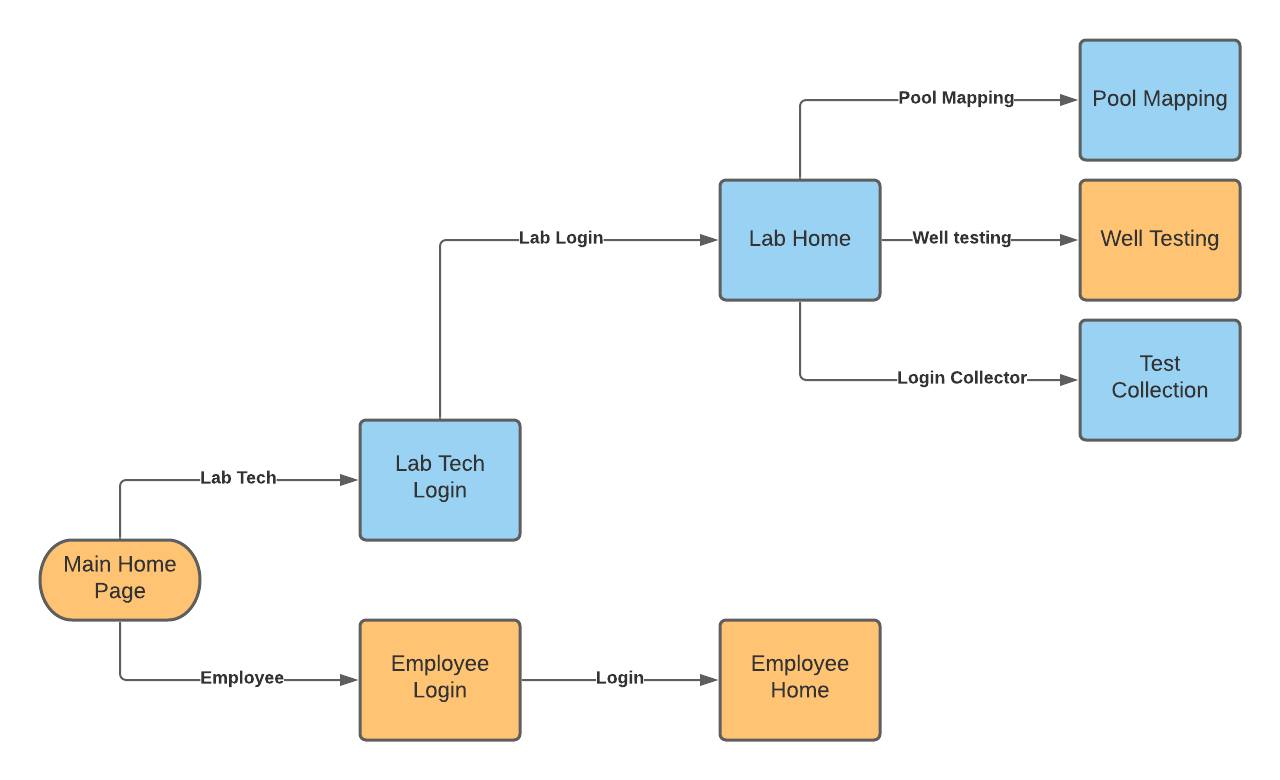 Pool Mapping
Pool Mapping
Lab Login
Lab Home
Well testing
Well Testing
Login Collector
Test
Collection
Lab Tech
Lab Tech
Login
Main Home
Page
Employee
Employee
Login
Login
Employee
Home